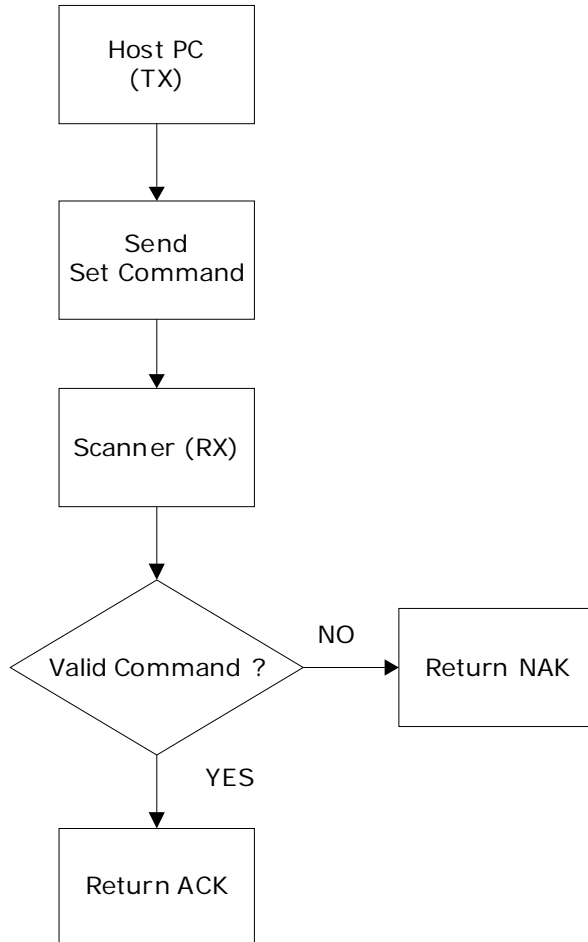 Host PC
(TX)
Send
Set Command
Scanner (RX)
Valid Command ?
NO
Return NAK
YES
Return ACK